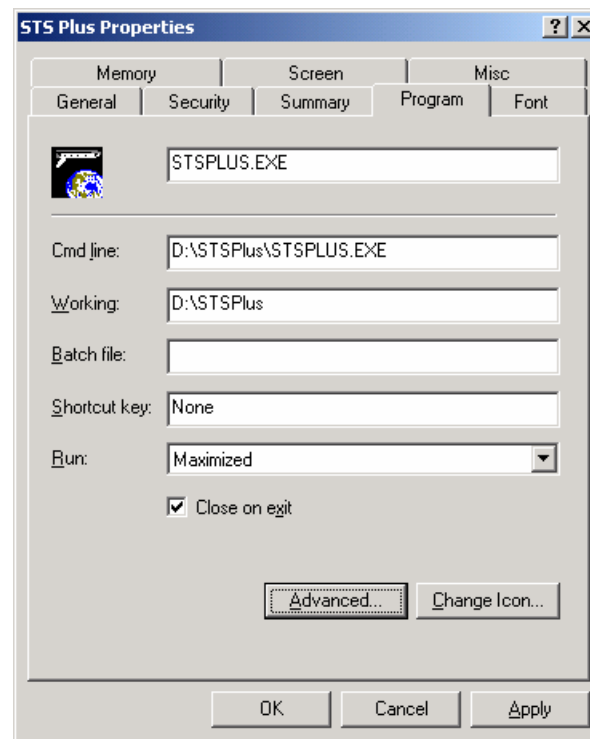 STS Plus Properties
Memory Screen Misc
General Security Summary Program Font
STSPLUS.EXE
Cmd line: D:\STSPlus\STSPLUS.EXE
Working: D:\STSPlus
Batch file:
Shortcut key: None
Run: Maximized
Close on exit
Advanced... Change Icon...
OK Cancel Apply